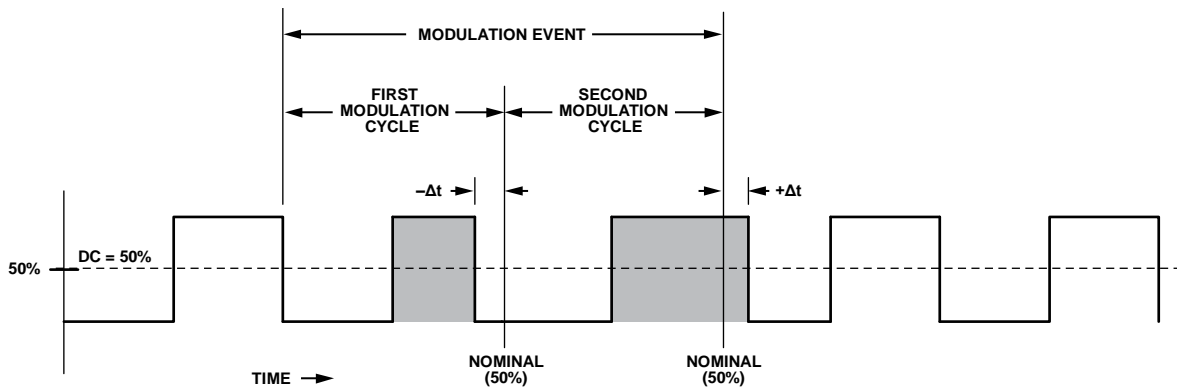 MODULATION EVENT
FIRST
MODULATION
CYCLE
SECOND
MODULATION
CYCLE
–Δt
+Δt
50%
DC = 50%
NOMINAL
(50%)
NOMINAL
(50%)
TIME